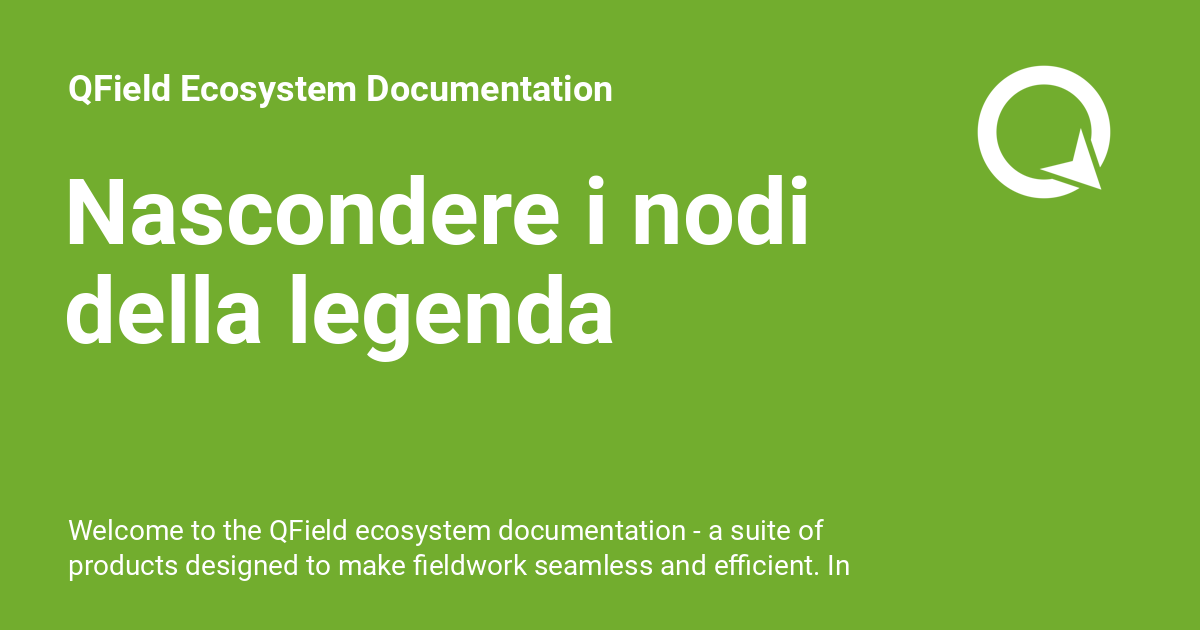 QField Ecosystem Documentation
Nascondere i nodi
della legenda
Welcome to the QField ecosystem documentation - a suite of
products designed to make fieldwork seamless and efficient. In